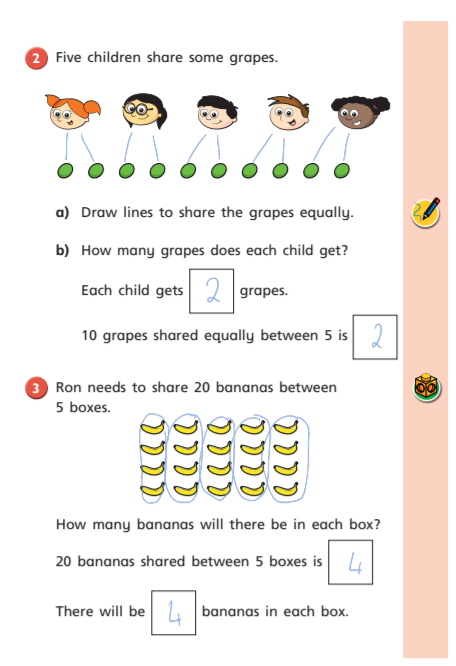 2 Five children share some grapes.
a) Draw lines to share the grapes equally.
b) How many grapes does each child get?
Each child gets 2 grapes.
10 grapes shared equally between 5 is 2
3 Ron needs to share 20 bananas between
5 boxes.
How many bananas will there be in each box?
20 bananas shared between 5 boxes is 4
There will be 4 bananas in each box.